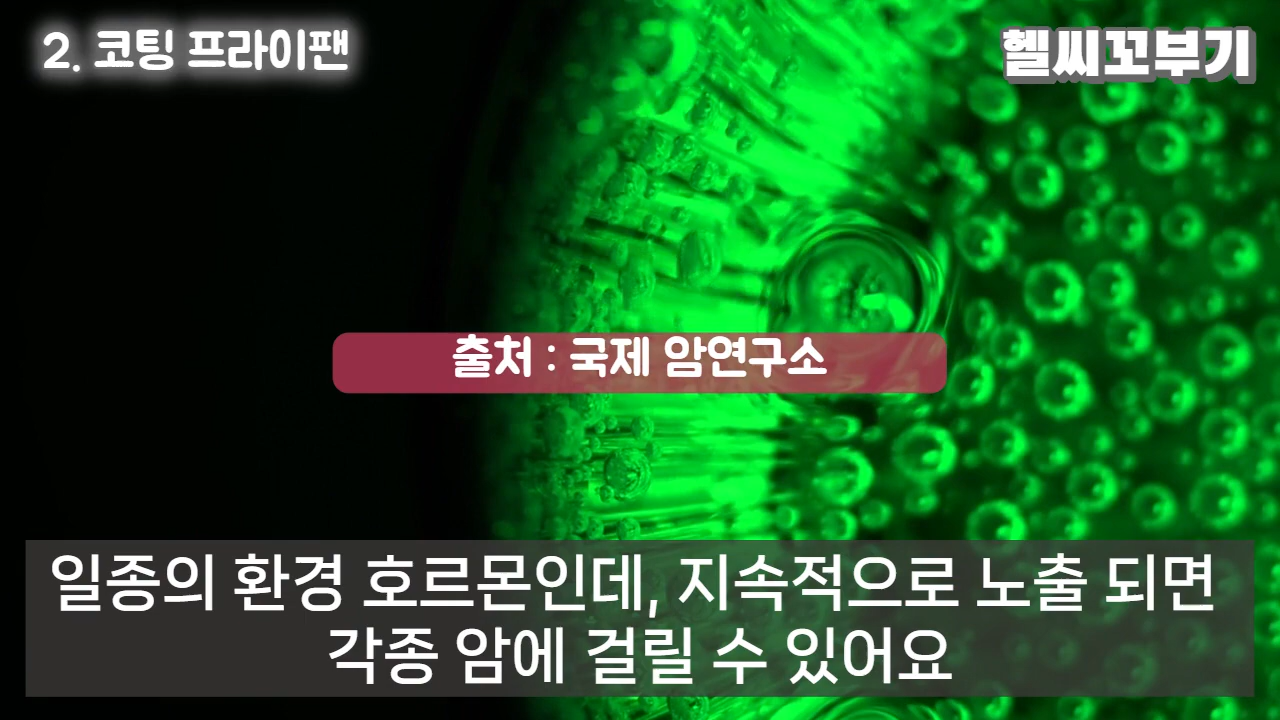 2. 코팅 프라이팬
헬씨꼬부기
출처 : 국제 암연구소
일종의 환경 호르몬인데, 지속적으로 노출 되면
각종 암에 걸릴 수 있어요